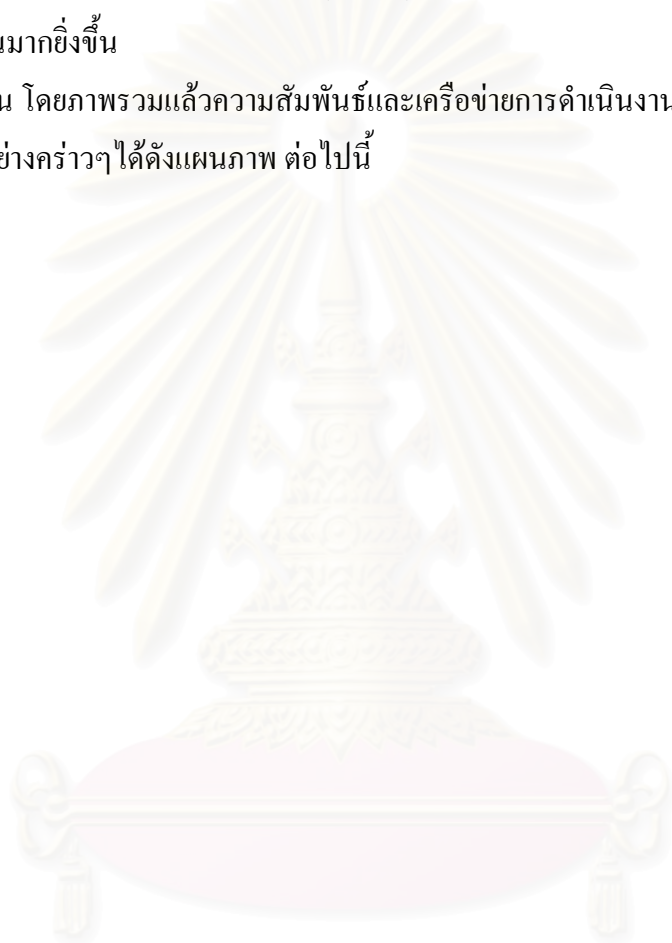 นมากยิ่งขึ้น
น โดยภาพรวมแล้วความสัมพันธ์และเครือข่ายการดำเนินงาน
ย่างคร่าวๆ ได้ดังแผนภาพ ต่อไปนี้